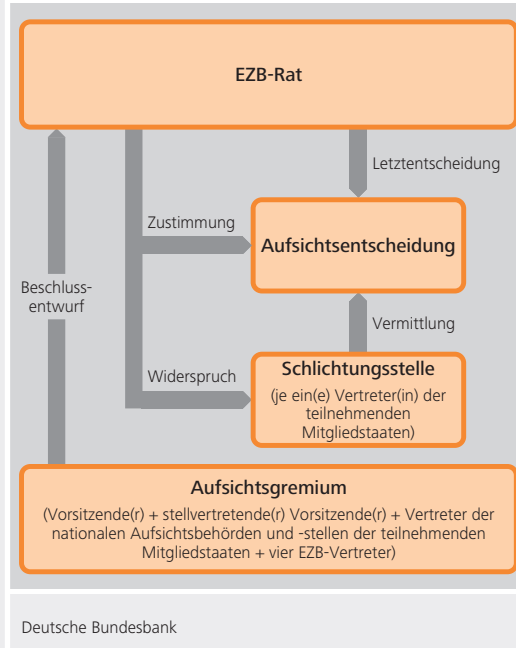 EZB-Rat
Letztentscheidung
Zustimmung
Aufsichtsentscheidung
Beschluss-
entwurf
Vermittlung
Widerspruch
Schlichtungsstelle
(je ein(e) Vertreter(in) der
teilnehmenden
Mitgliedstaaten)
Aufsichtsgremium
(Vorsitzende(r) + stellvertretende(r) Vorsitzende(r) + Vertreter der
nationalen Aufsichtsbehörden und -stellen der teilnehmenden
Mitgliedstaaten + vier EZB-Vertreter)
Deutsche Bundesbank